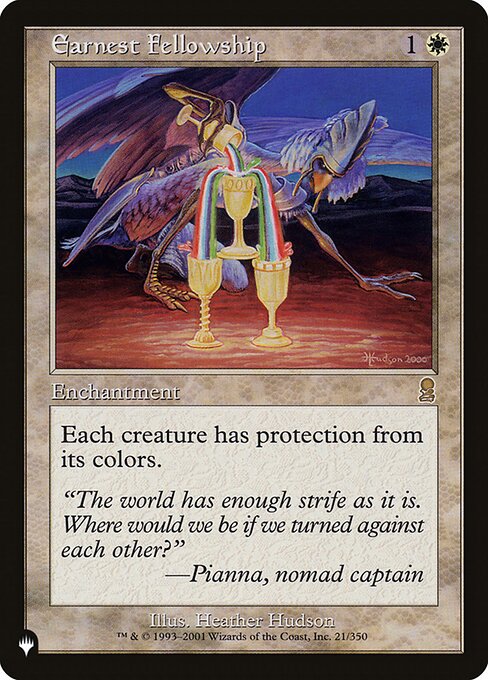 Earnest Fellowship 1
Hudson 2000
Enchantment
Each creature has protection from
its colors.
“The world has enough strife as it is.
Where would we be if we turned against
each other?”
—Pianna, nomad captain
Illus. Heather Hudson
™ & © 1993–2001 Wizards of the Coast, Inc. 21/350